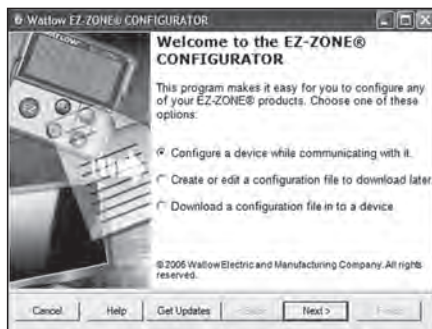 Watlow EZ-ZONE® CONFIGURATOR
Welcome to the EZ-ZONE®
CONFIGURATOR
This program makes it easy for you to configure any
of your EZ-ZONE® products. Choose one of these
options:
Configure a device while communicating with it.
Create or edit a configuration file to download later
Download a configuration file in to a device
Watlow Electric and Manufacturing Company. All rights
reserved.
Cancel
Help
Get Updates
Next >